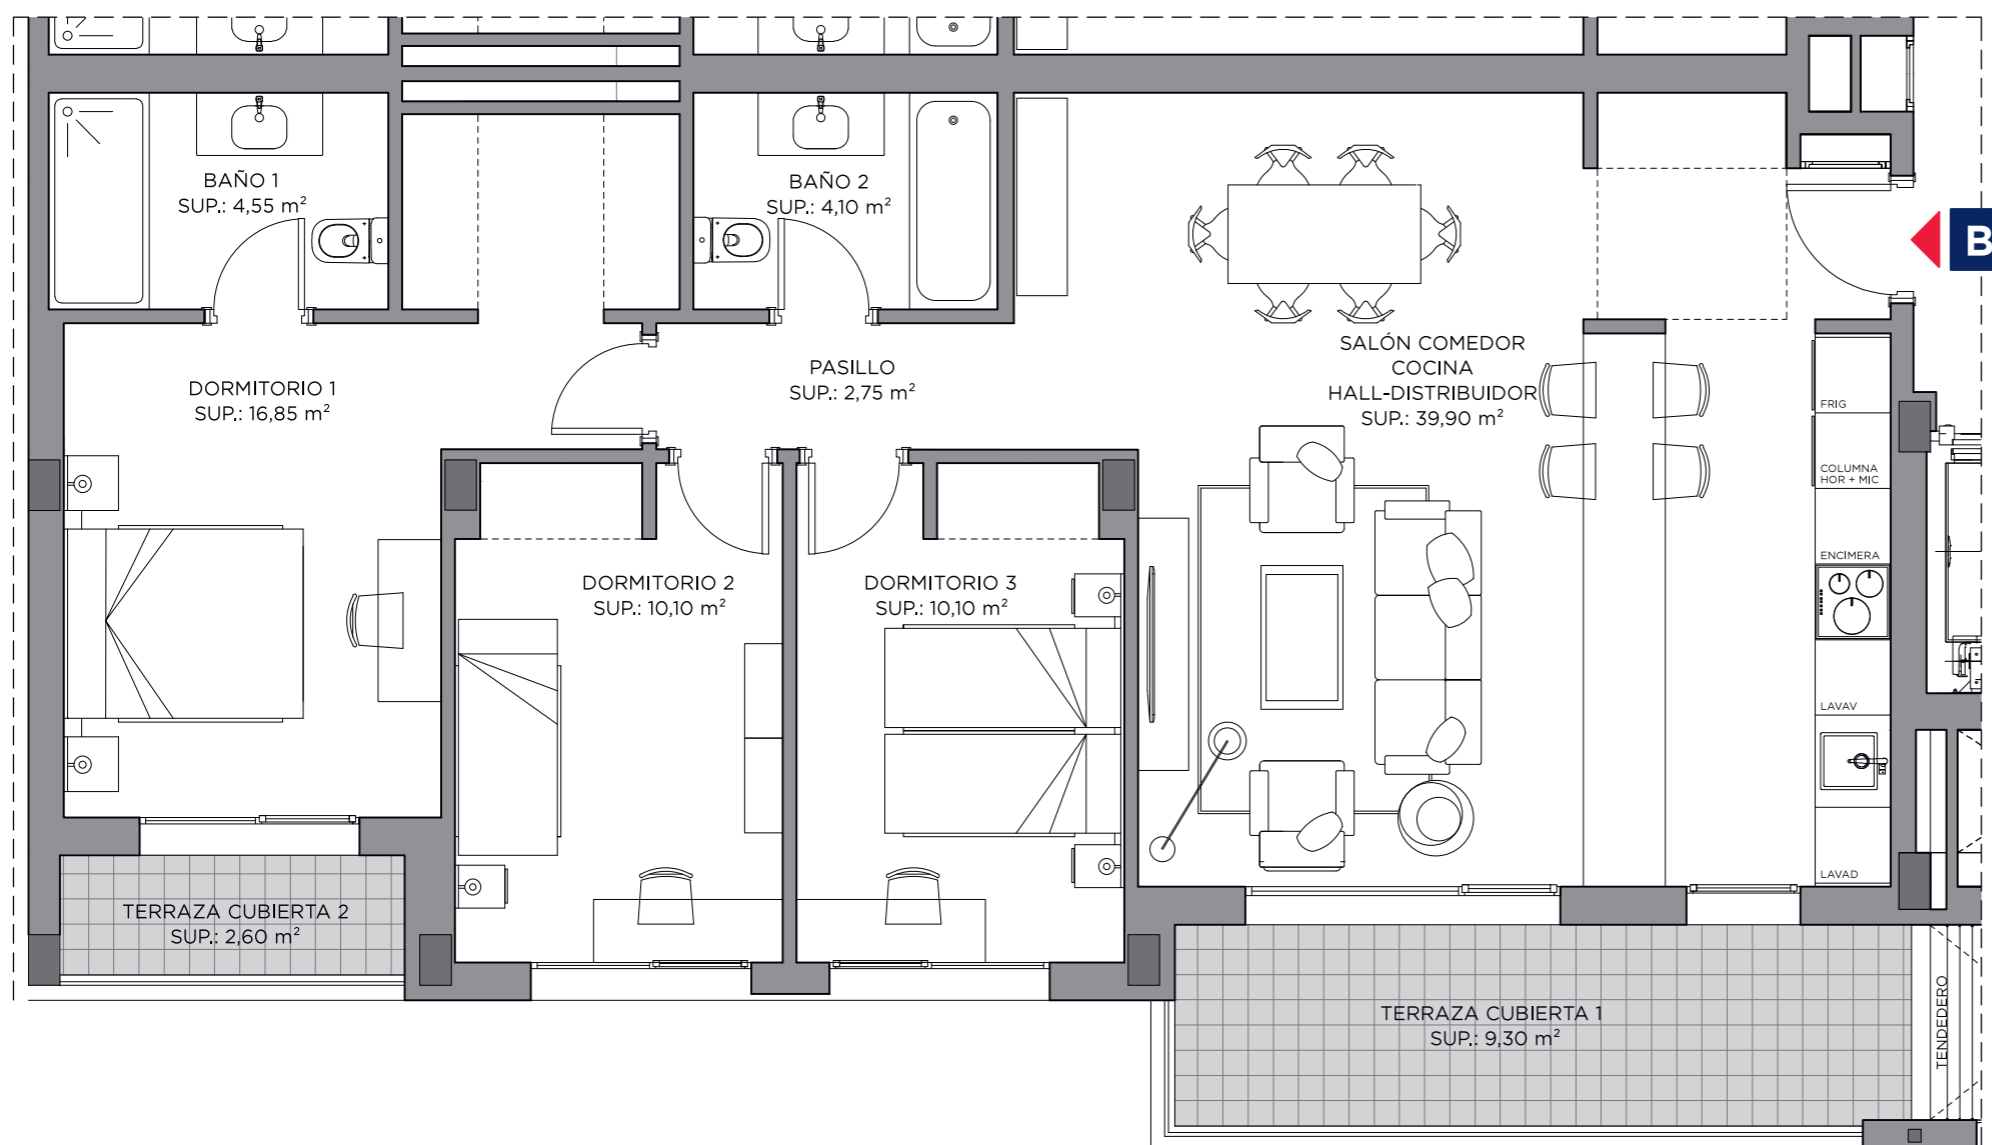 BAÑO 1
SUP.: 4,55 m²
BAÑO 2
SUP.: 4,10 m²
B
DORMITORIO 1
SUP.: 16,85 m²
PASILLO
SUP.: 2,75 m²
SALÓN COMEDOR
COCINA
HALL-DISTRIBUIDOR
SUP.: 39,90 m²
FRIG
COLUMNA
HOR + MIC
ENCIMERA
LAVAV
LAVAD
DORMITORIO 2
SUP.: 10,10 m²
DORMITORIO 3
SUP.: 10,10 m²
TERRAZA CUBIERTA 2
SUP.: 2,60 m²
TERRAZA CUBIERTA 1
SUP.: 9,30 m²
TENDEDERO